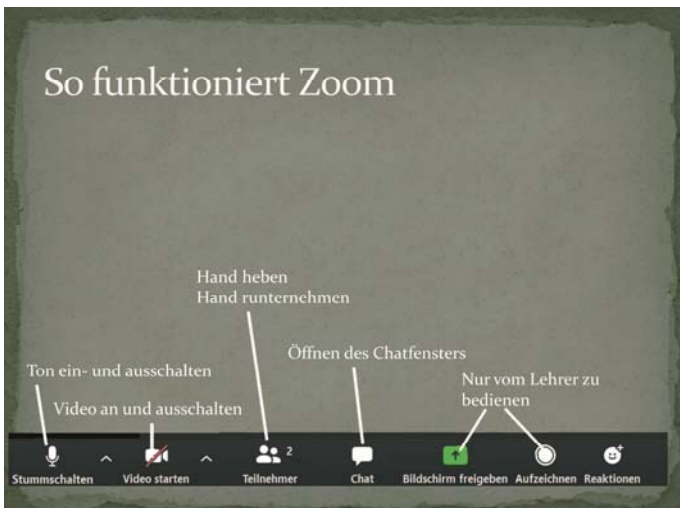 So funktioniert Zoom
Hand heben
Hand runternehmen
Öffnen des Chatfensters
Ton ein- und ausschalten
Nur vom Lehrer zu
bedienen
Video an und ausschalten
2
Stummschalten
Video starten
Teilnehmer
Chat
Bildschirm freigeben
Aufzeichnen
Reaktionen